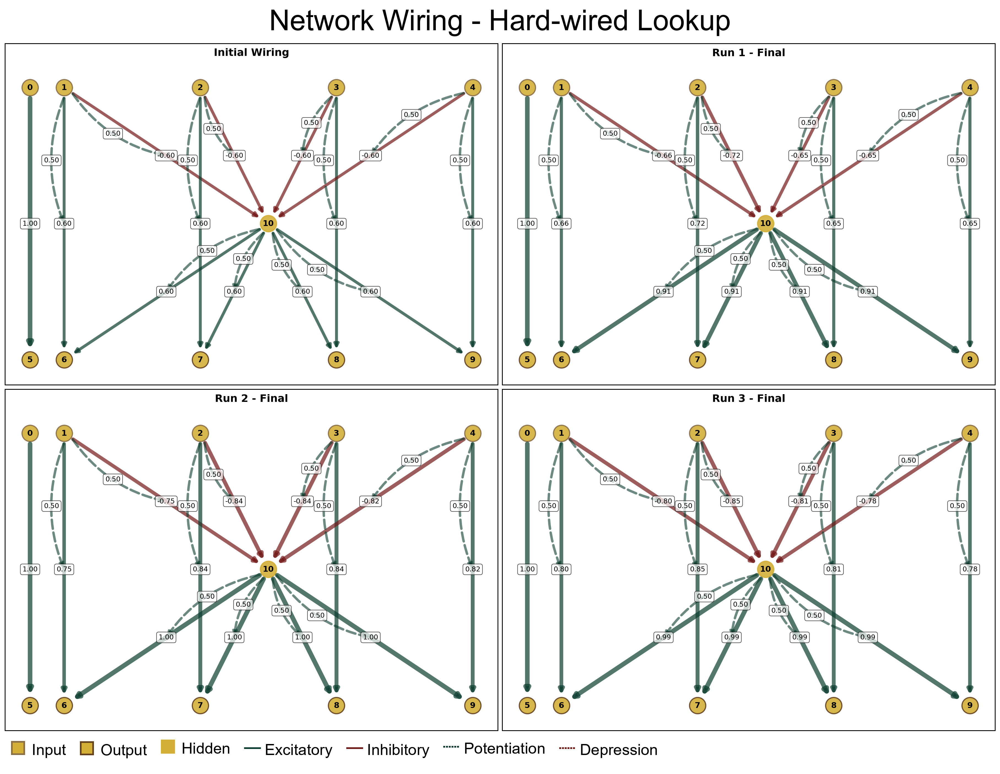 Network Wiring - Hard-wired Lookup
Initial Wiring
0 1 2 3 4
0.50 0.50 0.50 0.50
0.50 -0.60 0.50 -0.60 -0.60 0.50 -0.60 0.50
1.00 0.60 0.60 10 0.60 0.60
0.50 0.50 0.50 0.50
0.60 0.60 0.60 0.60
5 6 7 8 9
Run 1 - Final
0 1 2 3 4
0.50 0.50 0.50 0.50
0.50 -0.66 0.50 -0.72 -0.65 0.50 -0.65 0.50
1.00 0.66 0.72 10 0.65 0.65
0.50 0.50 0.50 0.50
0.91 0.91 0.91 0.91
5 6 7 8 9
Run 2 - Final
0 1 2 3 4
0.50 0.50 0.50 0.50
0.50 -0.75 0.50 -0.84 -0.84 0.50 -0.82 0.50
1.00 0.75 0.84 10 0.84 0.82
0.50 0.50 0.50 0.50
1.00 1.00 1.00 1.00
5 6 7 8 9
Run 3 - Final
0 1 2 3 4
0.50 0.50 0.50 0.50
0.50 -0.80 0.50 -0.85 -0.81 0.50 -0.78 0.50
1.00 0.80 0.85 10 0.81 0.78
0.50 0.50 0.50 0.50
0.99 0.99 0.99 0.99
5 6 7 8 9
Input Output Hidden Excitatory Inhibitory Potentiation Depression